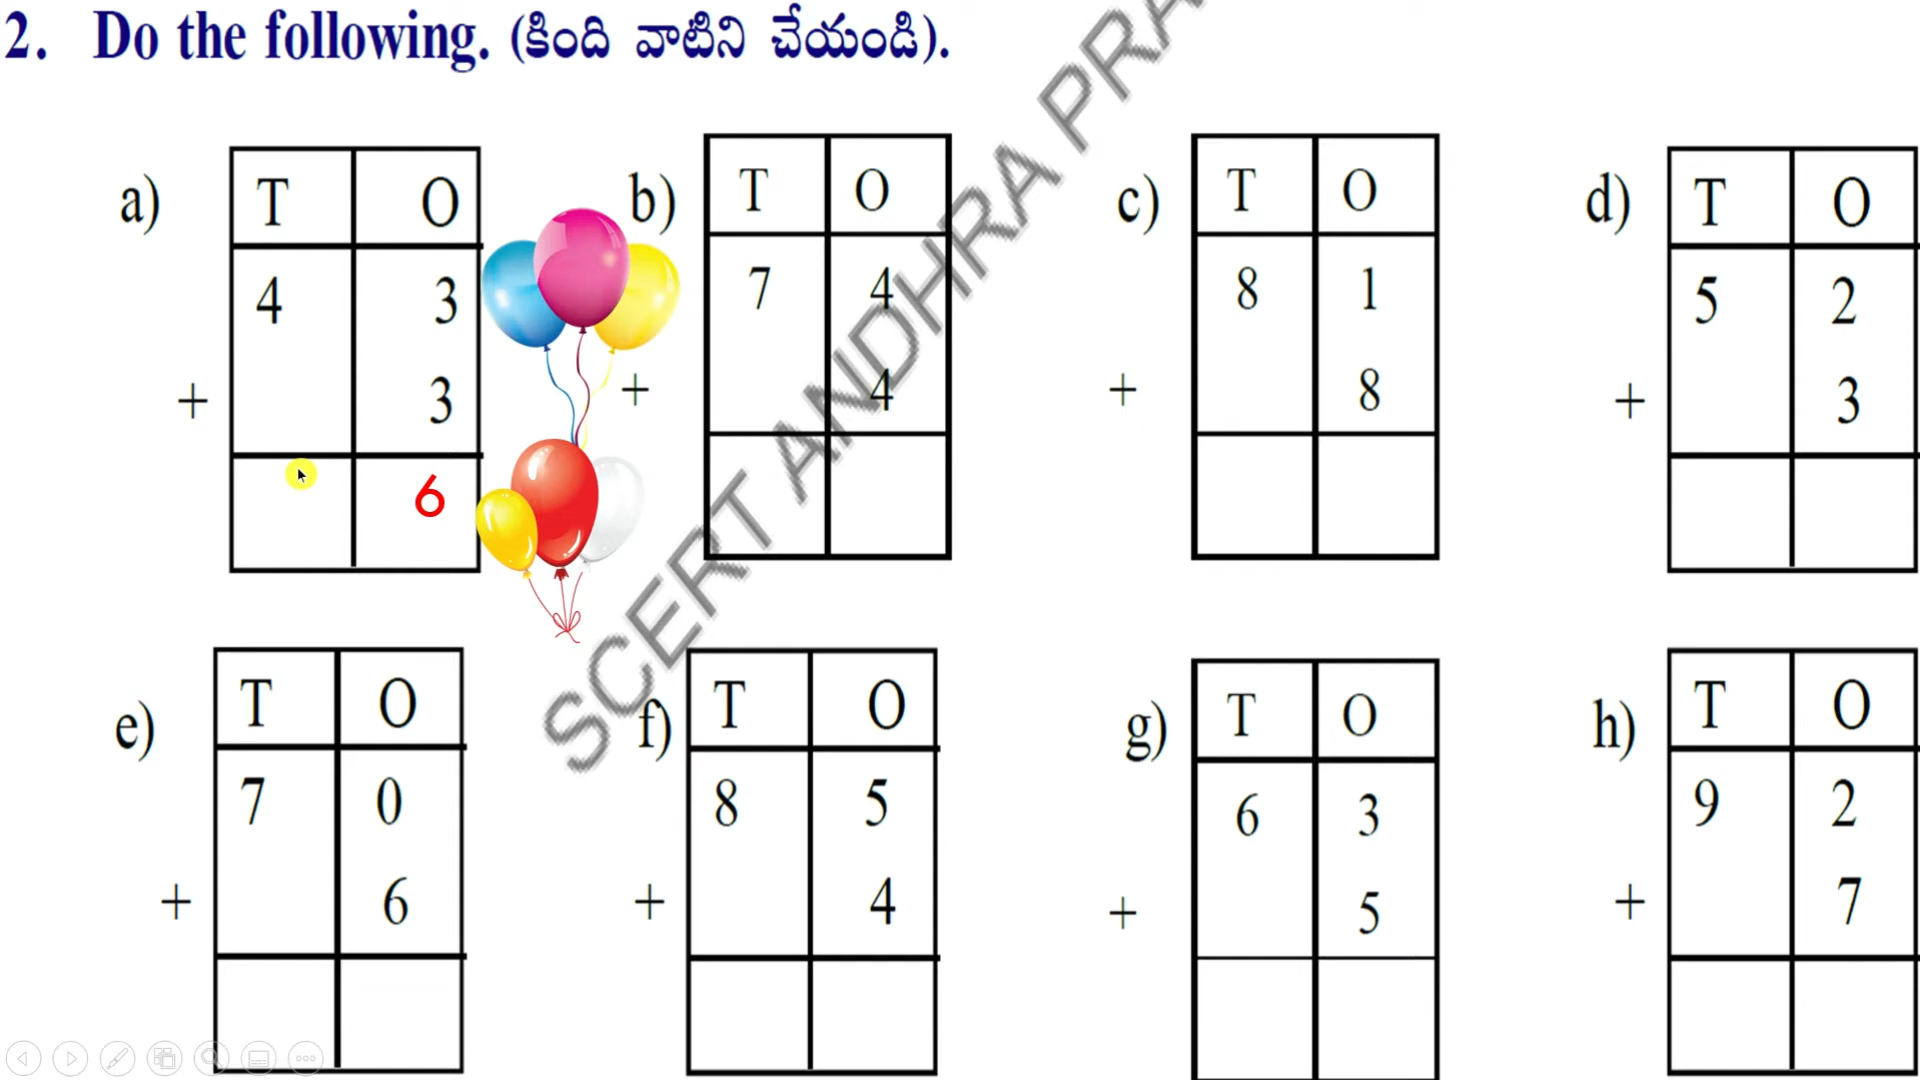 2. Do the following. (కింది వాటిని చేయండి).
a) T O
4 3
+ 3
6
b) T O
7 4
+ 4
c) T O
8 1
+ 8
d) T O
5 2
+ 3
e) T O
7 0
+ 6
f) T O
8 5
+ 4
g) T O
6 3
+ 5
h) T O
9 2
+ 7
SCERT ANDHRA PRA